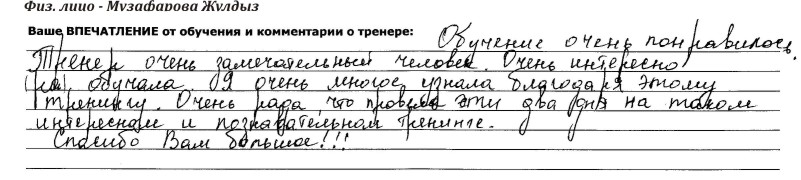 Физ. лицо - Музафарова Жулдыз
Ваше ВПЕЧАТЛЕНИЕ от обучения и комментарии о тренере: Обучение очень понравилось.
Тренер очень замечательный человек. Очень интересно
обучала. Я очень многое узнала благодаря этому
тренингу. Очень рада, что провела эти два дня на таком
интересном и познавательном тренинге.
Спасибо Вам большое!!!